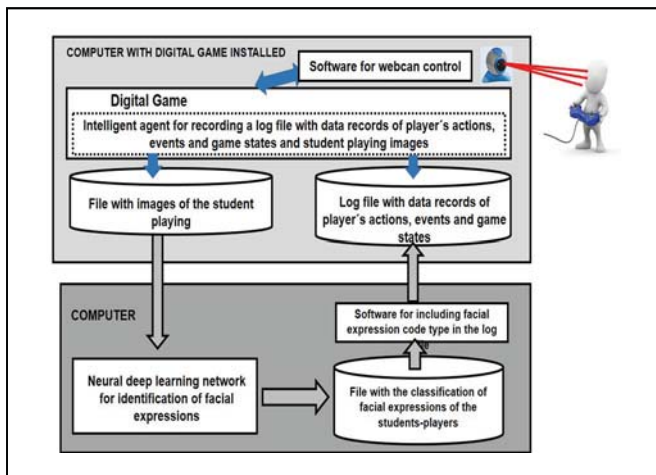 COMPUTER WITH DIGITAL GAME INSTALLED
Software for webcan control
Digital Game
Intelligent agent for recording a log file with data records of player´s actions,
events and game states and student playing images
File with images of the student
playing
Log file with data records of
player´s actions, events and game
states
COMPUTER
Software for including facial
expression code type in the log
Neural deep learning network
for identification of facial
expressions
File with the classification of
facial expressions of the
students-players